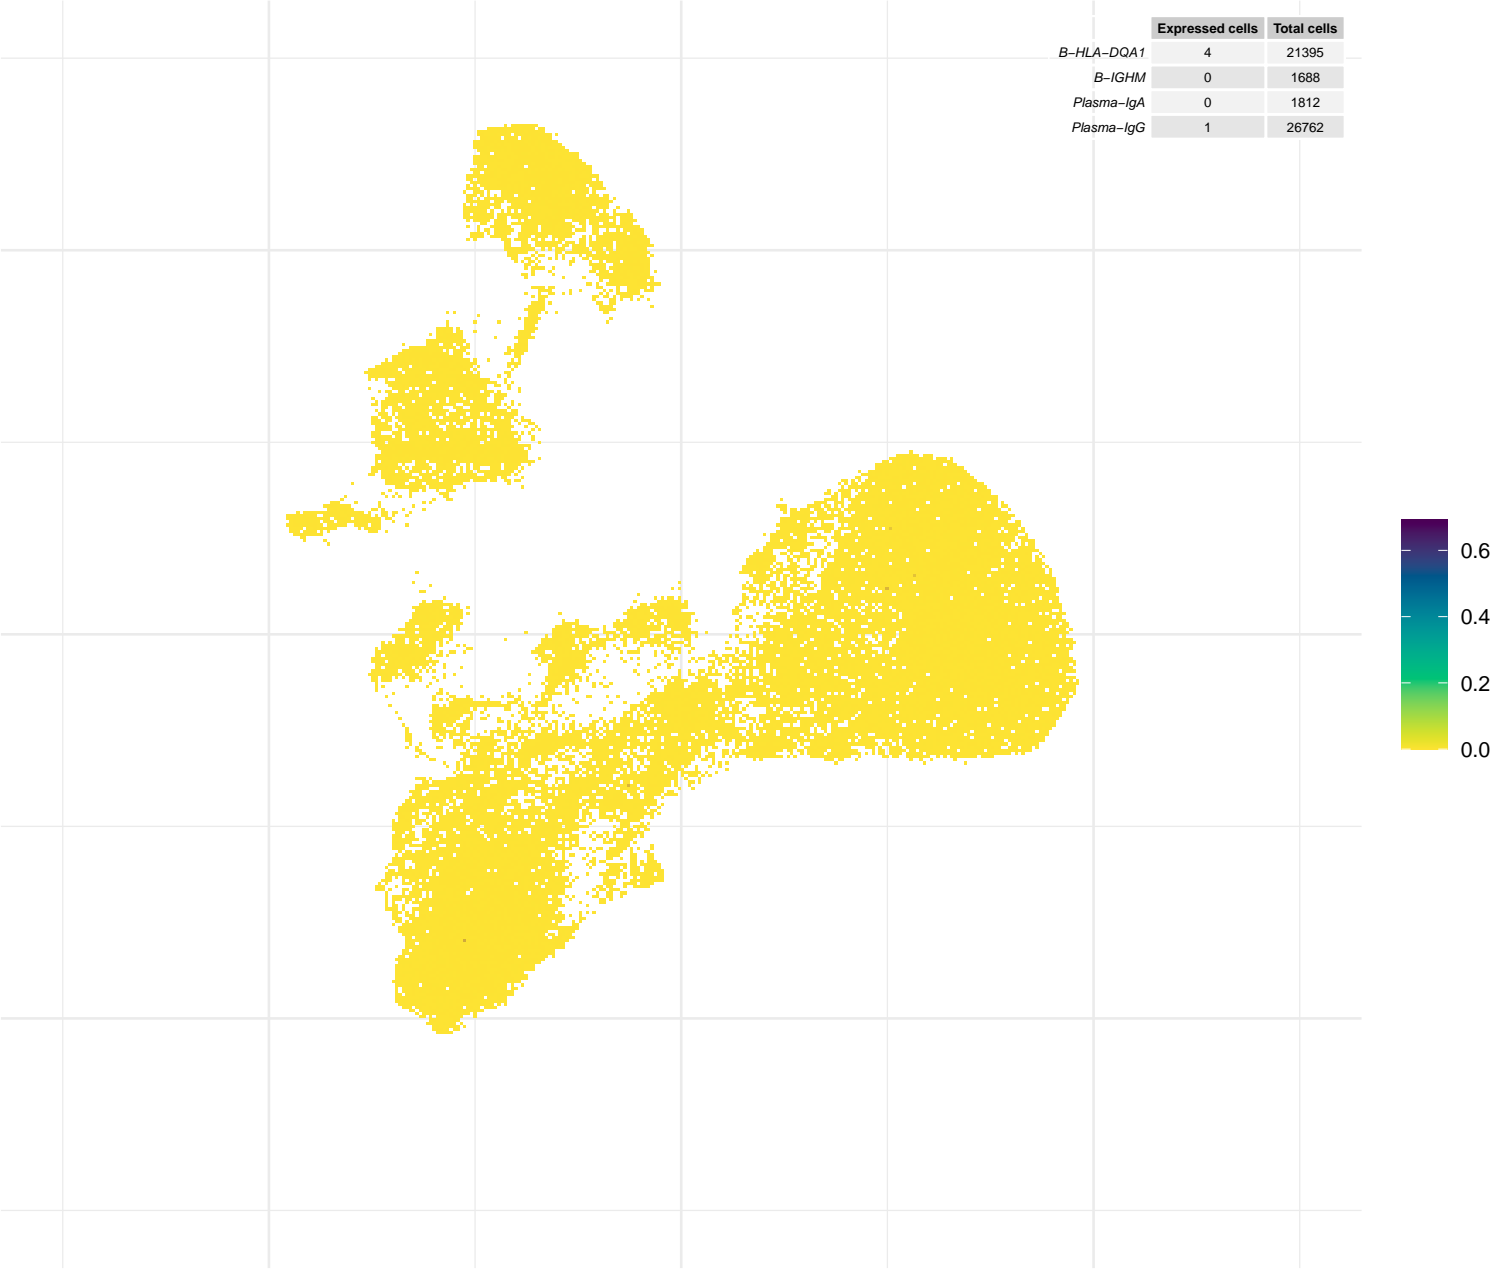 Expressed cells Total cells
B−HLA−DQA1 4 21395
B−IGHM 0 1688
Plasma−IgA 0 1812
Plasma−IgG 1 26762
0.6
0.4
0.2
0.0